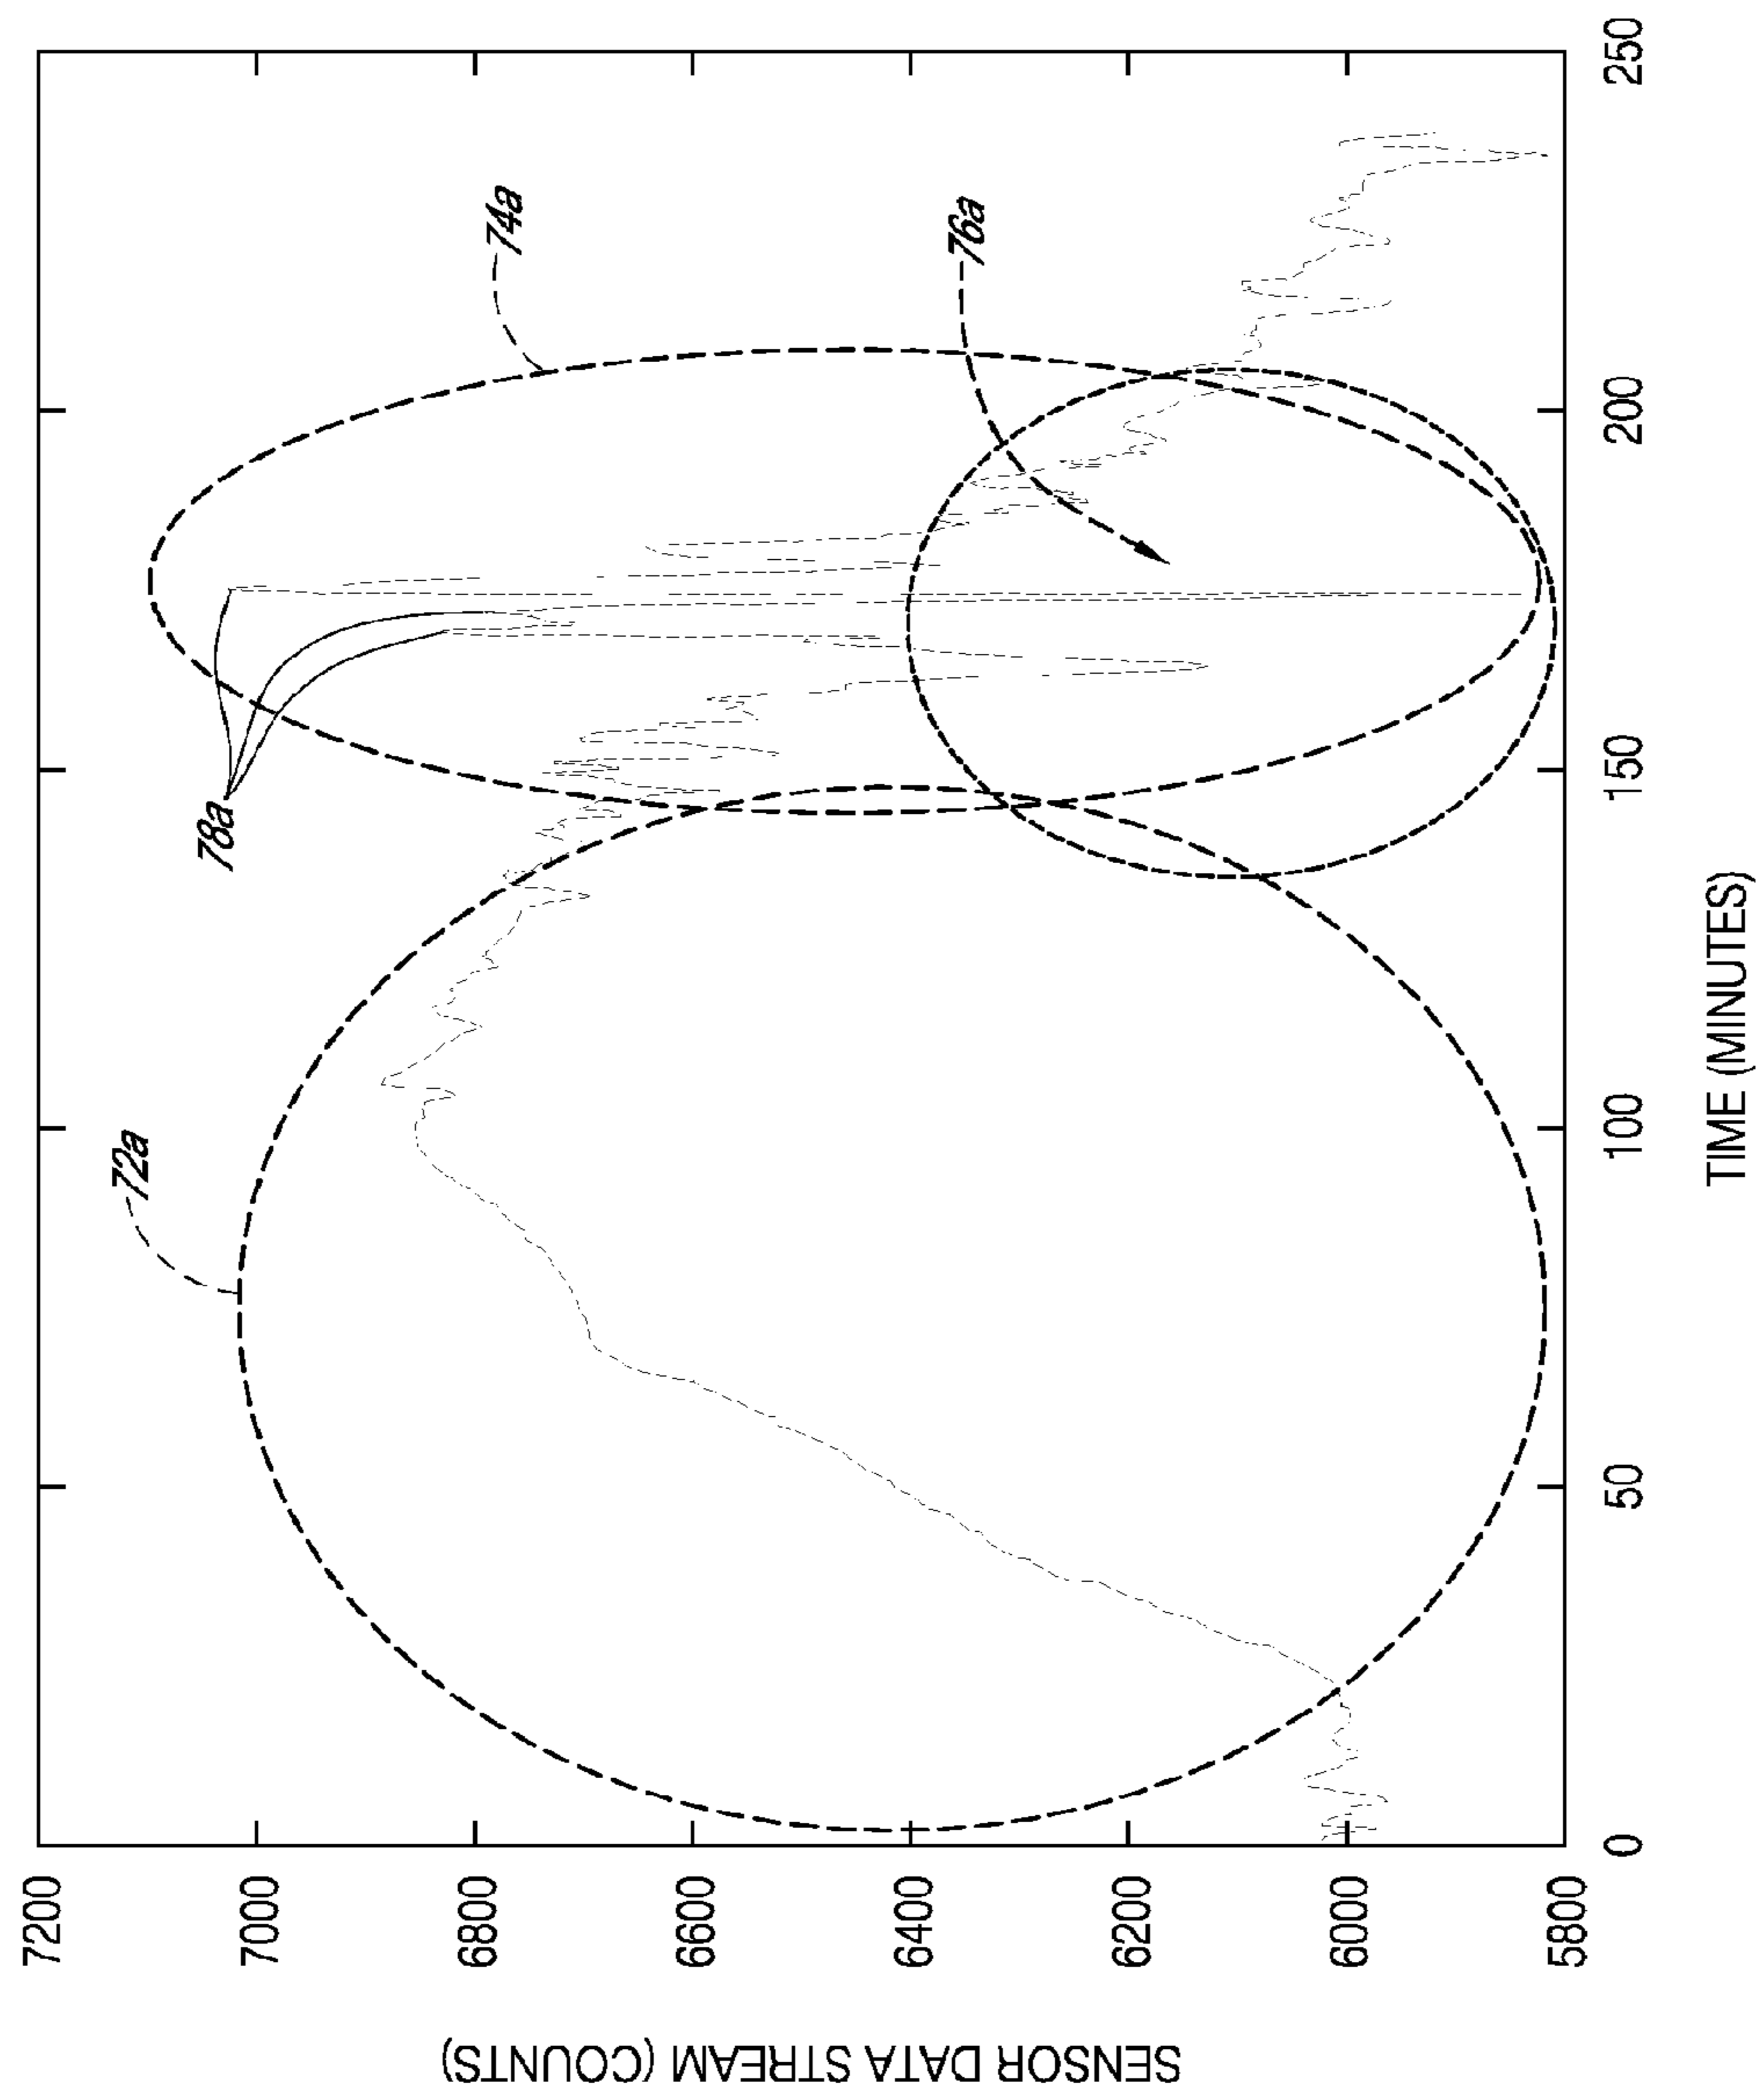 SENSOR DATA STREAM (COUNTS)
7200
7000
6800
6600
6400
6200
6000
5800
72a
78a
74a
76a
0
50
100
150
200
250
TIME (MINUTES)